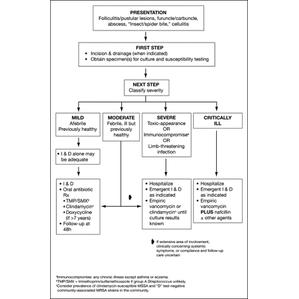 PRESENTATION
Folliculitis/pustular lesions, furuncle/carbuncle,
abscess, "insect/spider bite," cellulitis
FIRST STEP
• Incision & drainage (when indicated)
• Obtain specimen(s) for culture and susceptibility testing
NEXT STEP
Classify severity
MILD
Afebrile
Previously healthy
MODERATE
Febrile, ill but
previously healthy
SEVERE
Toxic-appearance
OR
Immunocompromise
OR
Limb-threatening
infection
CRITICALLY
ILL
• I & D alone may
be adequate
• I & D
• Oral antibiotic
Rx
• TMP/SMX
• Clindamycin
• Doxycycline
(if >7 years)
• Follow-up at
48h
• Hospitalize
• Emergent I & D as
indicated
• Empiric
vancomycin or
clindamycin until
culture results
known
• Hospitalize
• Emergent I & D as
indicated
• Empiric
vancomycin
PLUS nafcillin
x other agents
If extensive area of involvement,
clinically concerning systemic
symptoms, or compliance and follow-up
care uncertain
Immunocompromise: any chronic illness except asthma or eczema
TMP/SMX = trimethoprim/sulfamethoxazole if group A Streptococcus unlikely
Consider prevalence of clindamycin susceptible MSSA and "D" test-negative
community-associated MRSA strains in the community.